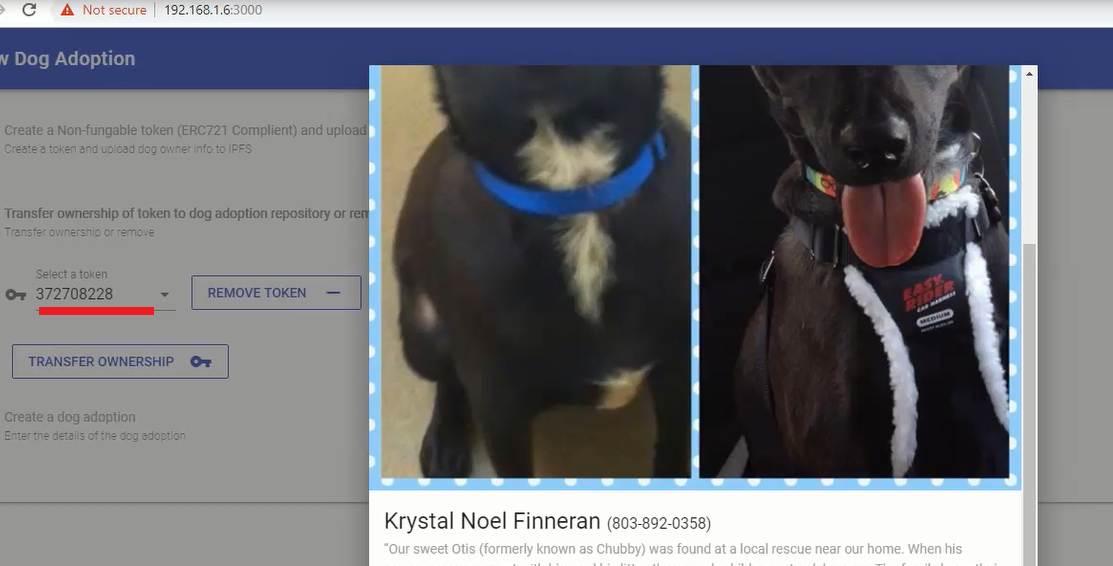 Not secure | 192.168.1.6:3000
w Dog Adoption
Create a Non-fungable token (ERC721 Complient) and upload
Create a token and upload dog owner info to IPFS
Transfer ownership of token to dog adoption repository or rem
Transfer ownership or remove
Select a token
372708228
REMOVE TOKEN
TRANSFER OWNERSHIP
Create a dog adoption
Enter the details of the dog adoption
EASY
RIDER
CAR HARNESS
MEDIUM
Krystal Noel Finneran (803-892-0358)
“Our sweet Otis (formerly known as Chubby) was found at a local rescue near our home. When his